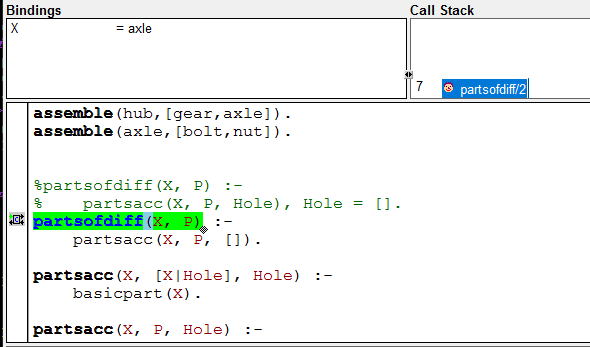 Bindings
Call Stack
X = axle
7 partsofdiff/2
assemble(hub,[gear,axle]).
assemble(axle,[bolt,nut]).
%partsofdiff(X, P) :-
%    partsacc(X, P, Hole), Hole = [].
partsofdiff(X, P) :-
    partsacc(X, P, []).
partsacc(X, [X|Hole], Hole) :-
    basicpart(X).
partsacc(X, P, Hole) :-